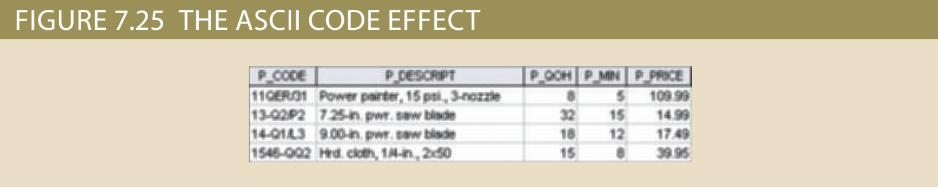 FIGURE 7.25 THE ASCII CODE EFFECT
P_CODE P_DESCRIPT P_QOH P_MIN P_PRICE
11QER/31 Power painter, 15 psi., 3-nozzle 8 5 109.99
13-Q2/P2 7.25-in. pwr. saw blade 32 15 14.99
14-Q1/L3 9.00-in. pwr. saw blade 18 12 17.49
1546-QQ2 Hrd. cloth, 1/4-in., 2x50 15 8 39.95